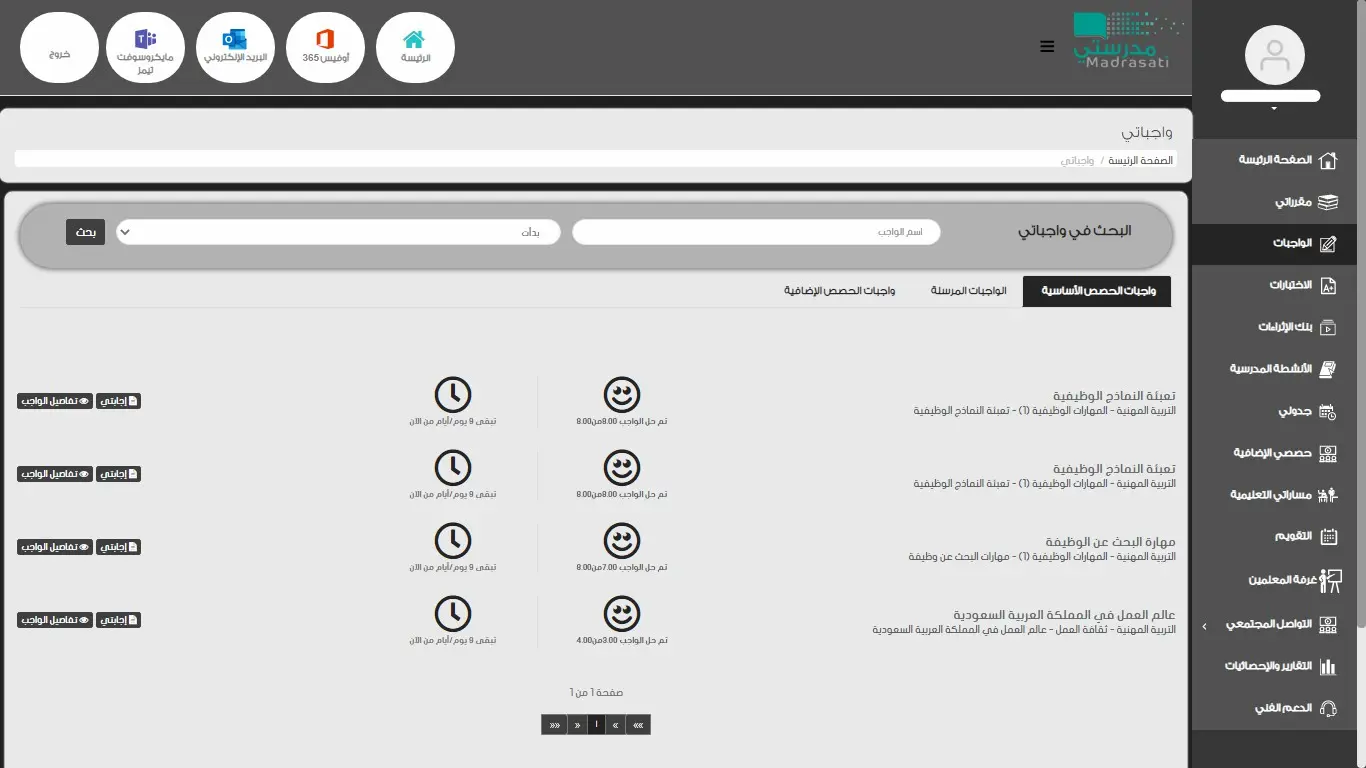 خروج
مايكروسوفت
تيمز
البريد الإلكتروني
أوفيس 365
الرئيسة
مدرستي
Madrasati
واجباتي
الصفحة الرئيسة / واجباتي
البحث في واجباتي
اسم الواجب
بدأت
بحث
واجبات الحصص الأساسية
الواجبات المرسلة
واجبات الحصص الإضافية
تعبئة النماذج الوظيفية
التربية المهنية - المهارات الوظيفية (1) - تعبئة النماذج الوظيفية
تم حل الواجب 8.00من8.00
تبقى 9 يوم/أيام من الآن
إجابتي
تفاصيل الواجب
تعبئة النماذج الوظيفية
التربية المهنية - المهارات الوظيفية (1) - تعبئة النماذج الوظيفية
تم حل الواجب 8.00من8.00
تبقى 9 يوم/أيام من الآن
إجابتي
تفاصيل الواجب
مهارة البحث عن الوظيفة
التربية المهنية - المهارات الوظيفية (1) - مهارات البحث عن وظيفة
تم حل الواجب 7.00من8.00
تبقى 9 يوم/أيام من الآن
إجابتي
تفاصيل الواجب
عالم العمل في المملكة العربية السعودية
التربية المهنية - ثقافة العمل - عالم العمل في المملكة العربية السعودية
تم حل الواجب 3.00من4.00
تبقى 9 يوم/أيام من الآن
إجابتي
تفاصيل الواجب
صفحة 1 من 1
«« « 1 » »»
الصفحة الرئيسة
مقرراتي
الواجبات
الاختبارات
بنك الإثراءات
الأنشطة المدرسية
جدولي
حصصي الإضافية
مساراتي التعليمية
التقويم
غرفة المعلمين
التواصل المجتمعي
التقارير والإحصائيات
الدعم الفني